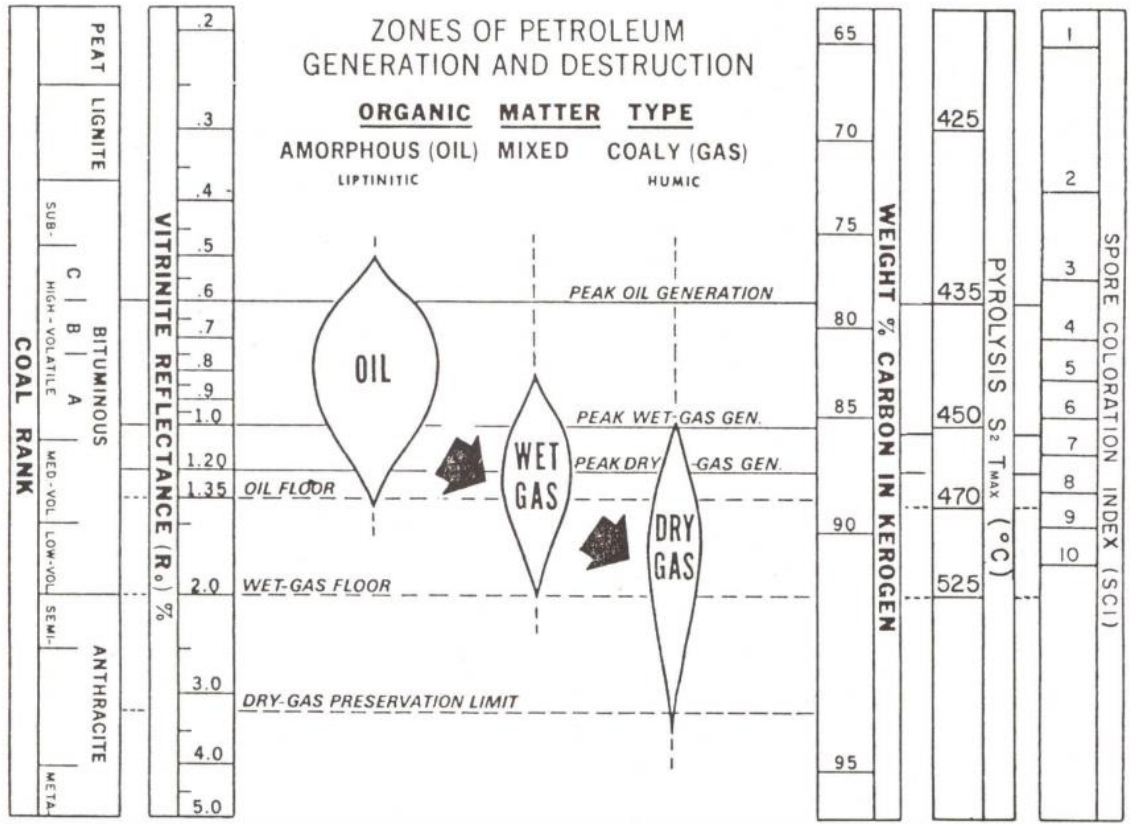 ZONES OF PETROLEUM
GENERATION AND DESTRUCTION
ORGANIC MATTER TYPE
AMORPHOUS (OIL) MIXED COALY (GAS)
LIPTINITIC HUMIC
COAL RANK
PEAT
LIGNITE
BITUMINOUS
ANTHRACITE
SUB-
HIGH-VOLATILE
C
B
A
MED-VOL
LOW-VOL
SEMI-
META
VITRINITE REFLECTANCE (Ro) %
.2
.3
.4
.5
.6
.7
.8
.9
1.0
1.20
1.35
2.0
3.0
4.0
5.0
PEAK OIL GENERATION
OIL
PEAK WET-GAS GEN.
WET
GAS
PEAK DRY-GAS GEN.
OIL FLOOR
DRY
GAS
WET-GAS FLOOR
DRY-GAS PRESERVATION LIMIT
65
70
75
80
85
90
95
WEIGHT % CARBON IN KEROGEN
425
435
450
470
525
PYROLYSIS S2 TMAX (°C)
1
2
3
4
5
6
7
8
9
10
SPORE COLORATION INDEX (SCI)